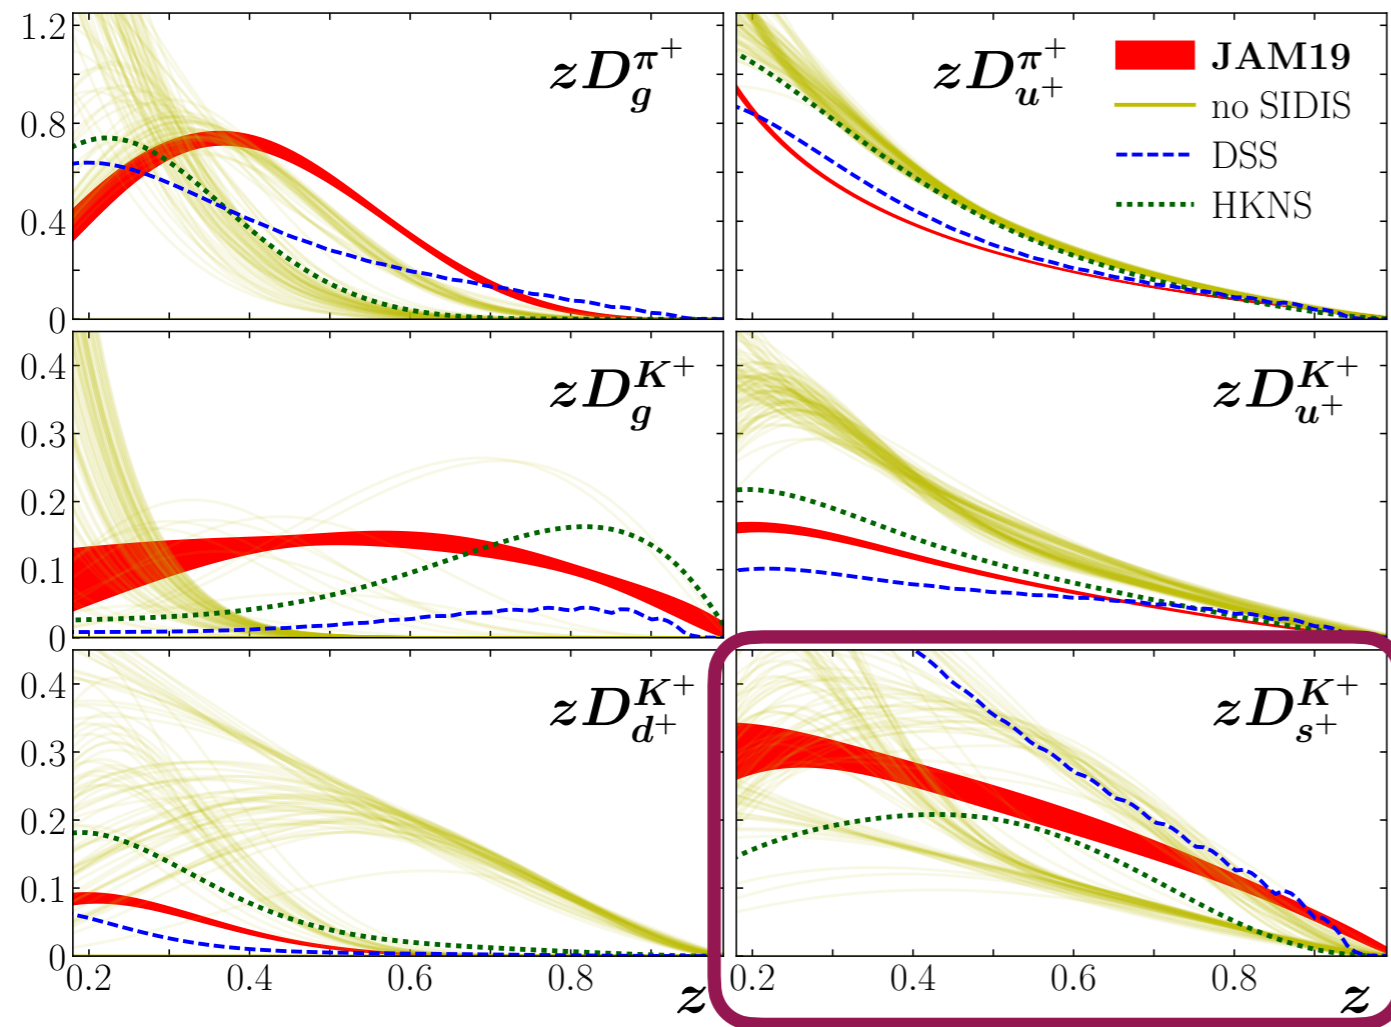 1.2
0.8
0.4
0
zD_g^{π^+}
zD_{u^+}^{π^+}
JAM19
no SIDIS
DSS
HKNS
0.4
0.3
0.2
0.1
0
zD_g^{K^+}
zD_{u^+}^{K^+}
0.4
0.3
0.2
0.1
0
zD_{d^+}^{K^+}
zD_{s^+}^{K^+}
0.2 0.4 0.6 0.8 z
0.2 0.4 0.6 0.8 z